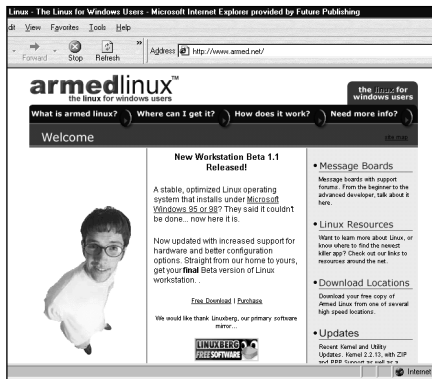 Linux - The Linux for Windows Users - Microsoft Internet Explorer provided by Future Publishing
dit View Favorites Tools Help
Forward Stop Refresh » Address http://www.armed.net/
armedlinux™
the linux for windows users
the linux for
windows users
What is armed linux? Where can I get it? How does it work? Need more info?
Welcome
site map
New Workstation Beta 1.1
Released!
A stable, optimized Linux operating
system that installs under Microsoft
Windows 95 or 98? They said it couldn't
be done... now here it is.
Now updated with increased support for
hardware and better configuration
options. Straight from our home to yours,
get your final Beta version of Linux
workstation. .
Free Download | Purchase
We would like thank Linuxberg, our primary software
mirror...
LINUXBERG
FREE SOFTWARE
• Message Boards
Message boards with support
forums. From the beginner to the
advanced developer, talk about it
here.
• Linux Resources
Want to learn more about Linux, or
know where to find the newest
killer app? Check out our links to
resources around the net.
• Download Locations
Download your free copy of
Armed Linux from one of several
high speed locations.
• Updates
Recent Kernel and Utility
Updates. Kernel 2.2.13, with ZIP
and PPP Support as well as a
Internet